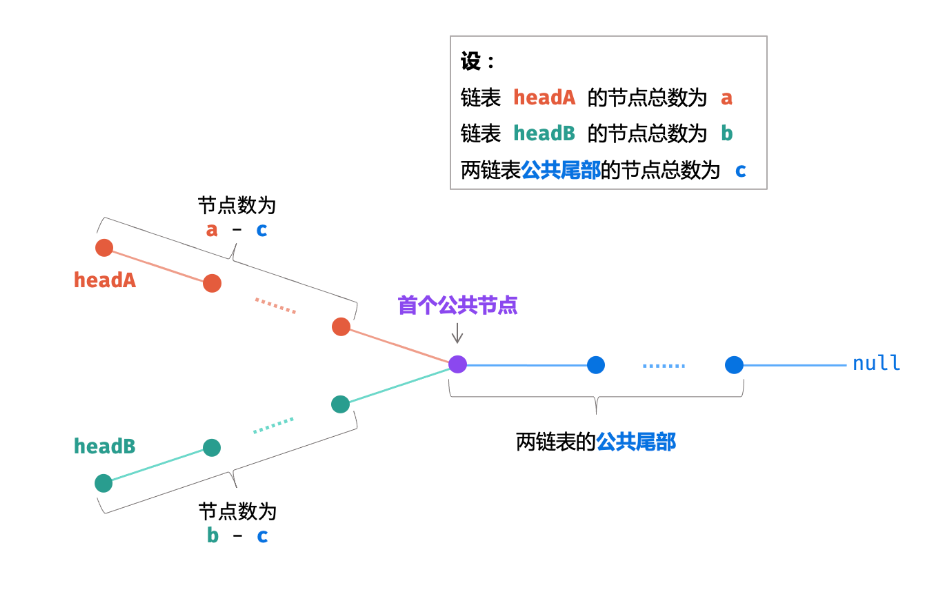 设：
链表 headA 的节点总数为 a
链表 headB 的节点总数为 b
两链表公共尾部的节点总数为 c
节点数为
a - c
headA
首个公共节点
null
headB
两链表的公共尾部
节点数为
b - c